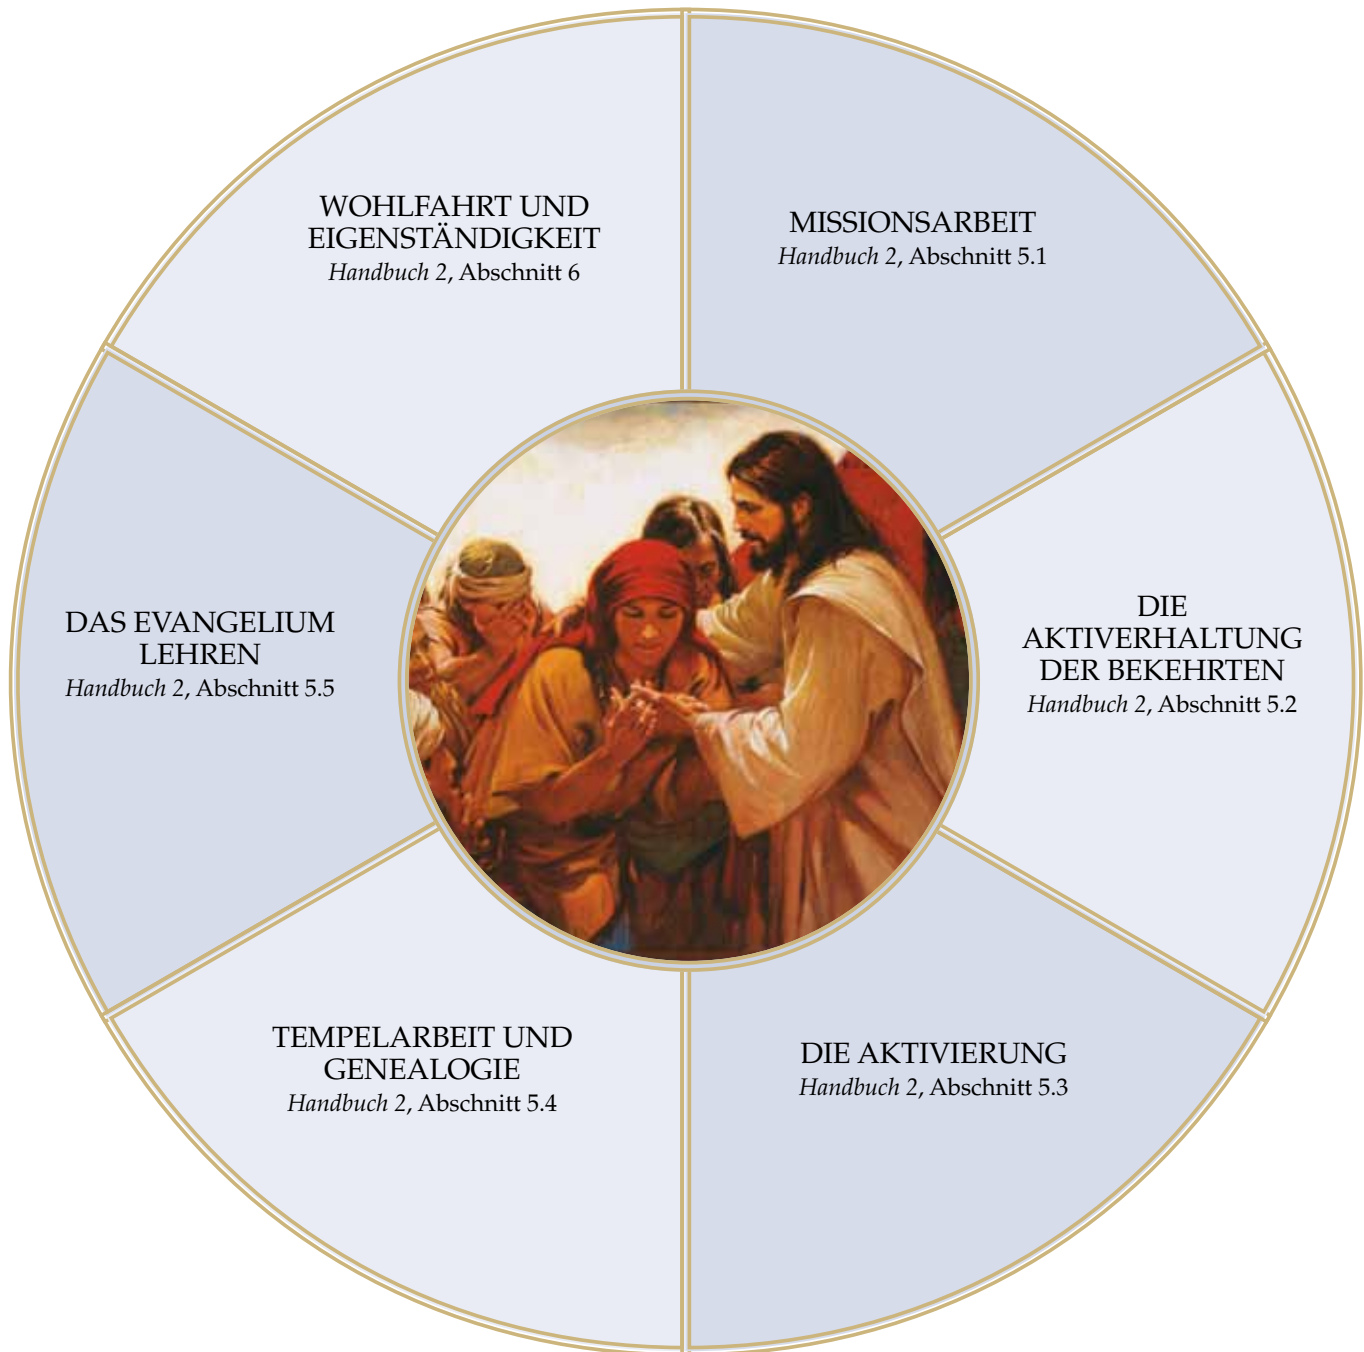 WOHLFAHRT UND
EIGENSTÄNDIGKEIT
Handbuch 2, Abschnitt 6
MISSIONSARBEIT
Handbuch 2, Abschnitt 5.1
DIE
AKTIVERHALTUNG
DER BEKEHRTEN
Handbuch 2, Abschnitt 5.2
DIE AKTIVIERUNG
Handbuch 2, Abschnitt 5.3
TEMPELARBEIT UND
GENEALOGIE
Handbuch 2, Abschnitt 5.4
DAS EVANGELIUM
LEHREN
Handbuch 2, Abschnitt 5.5